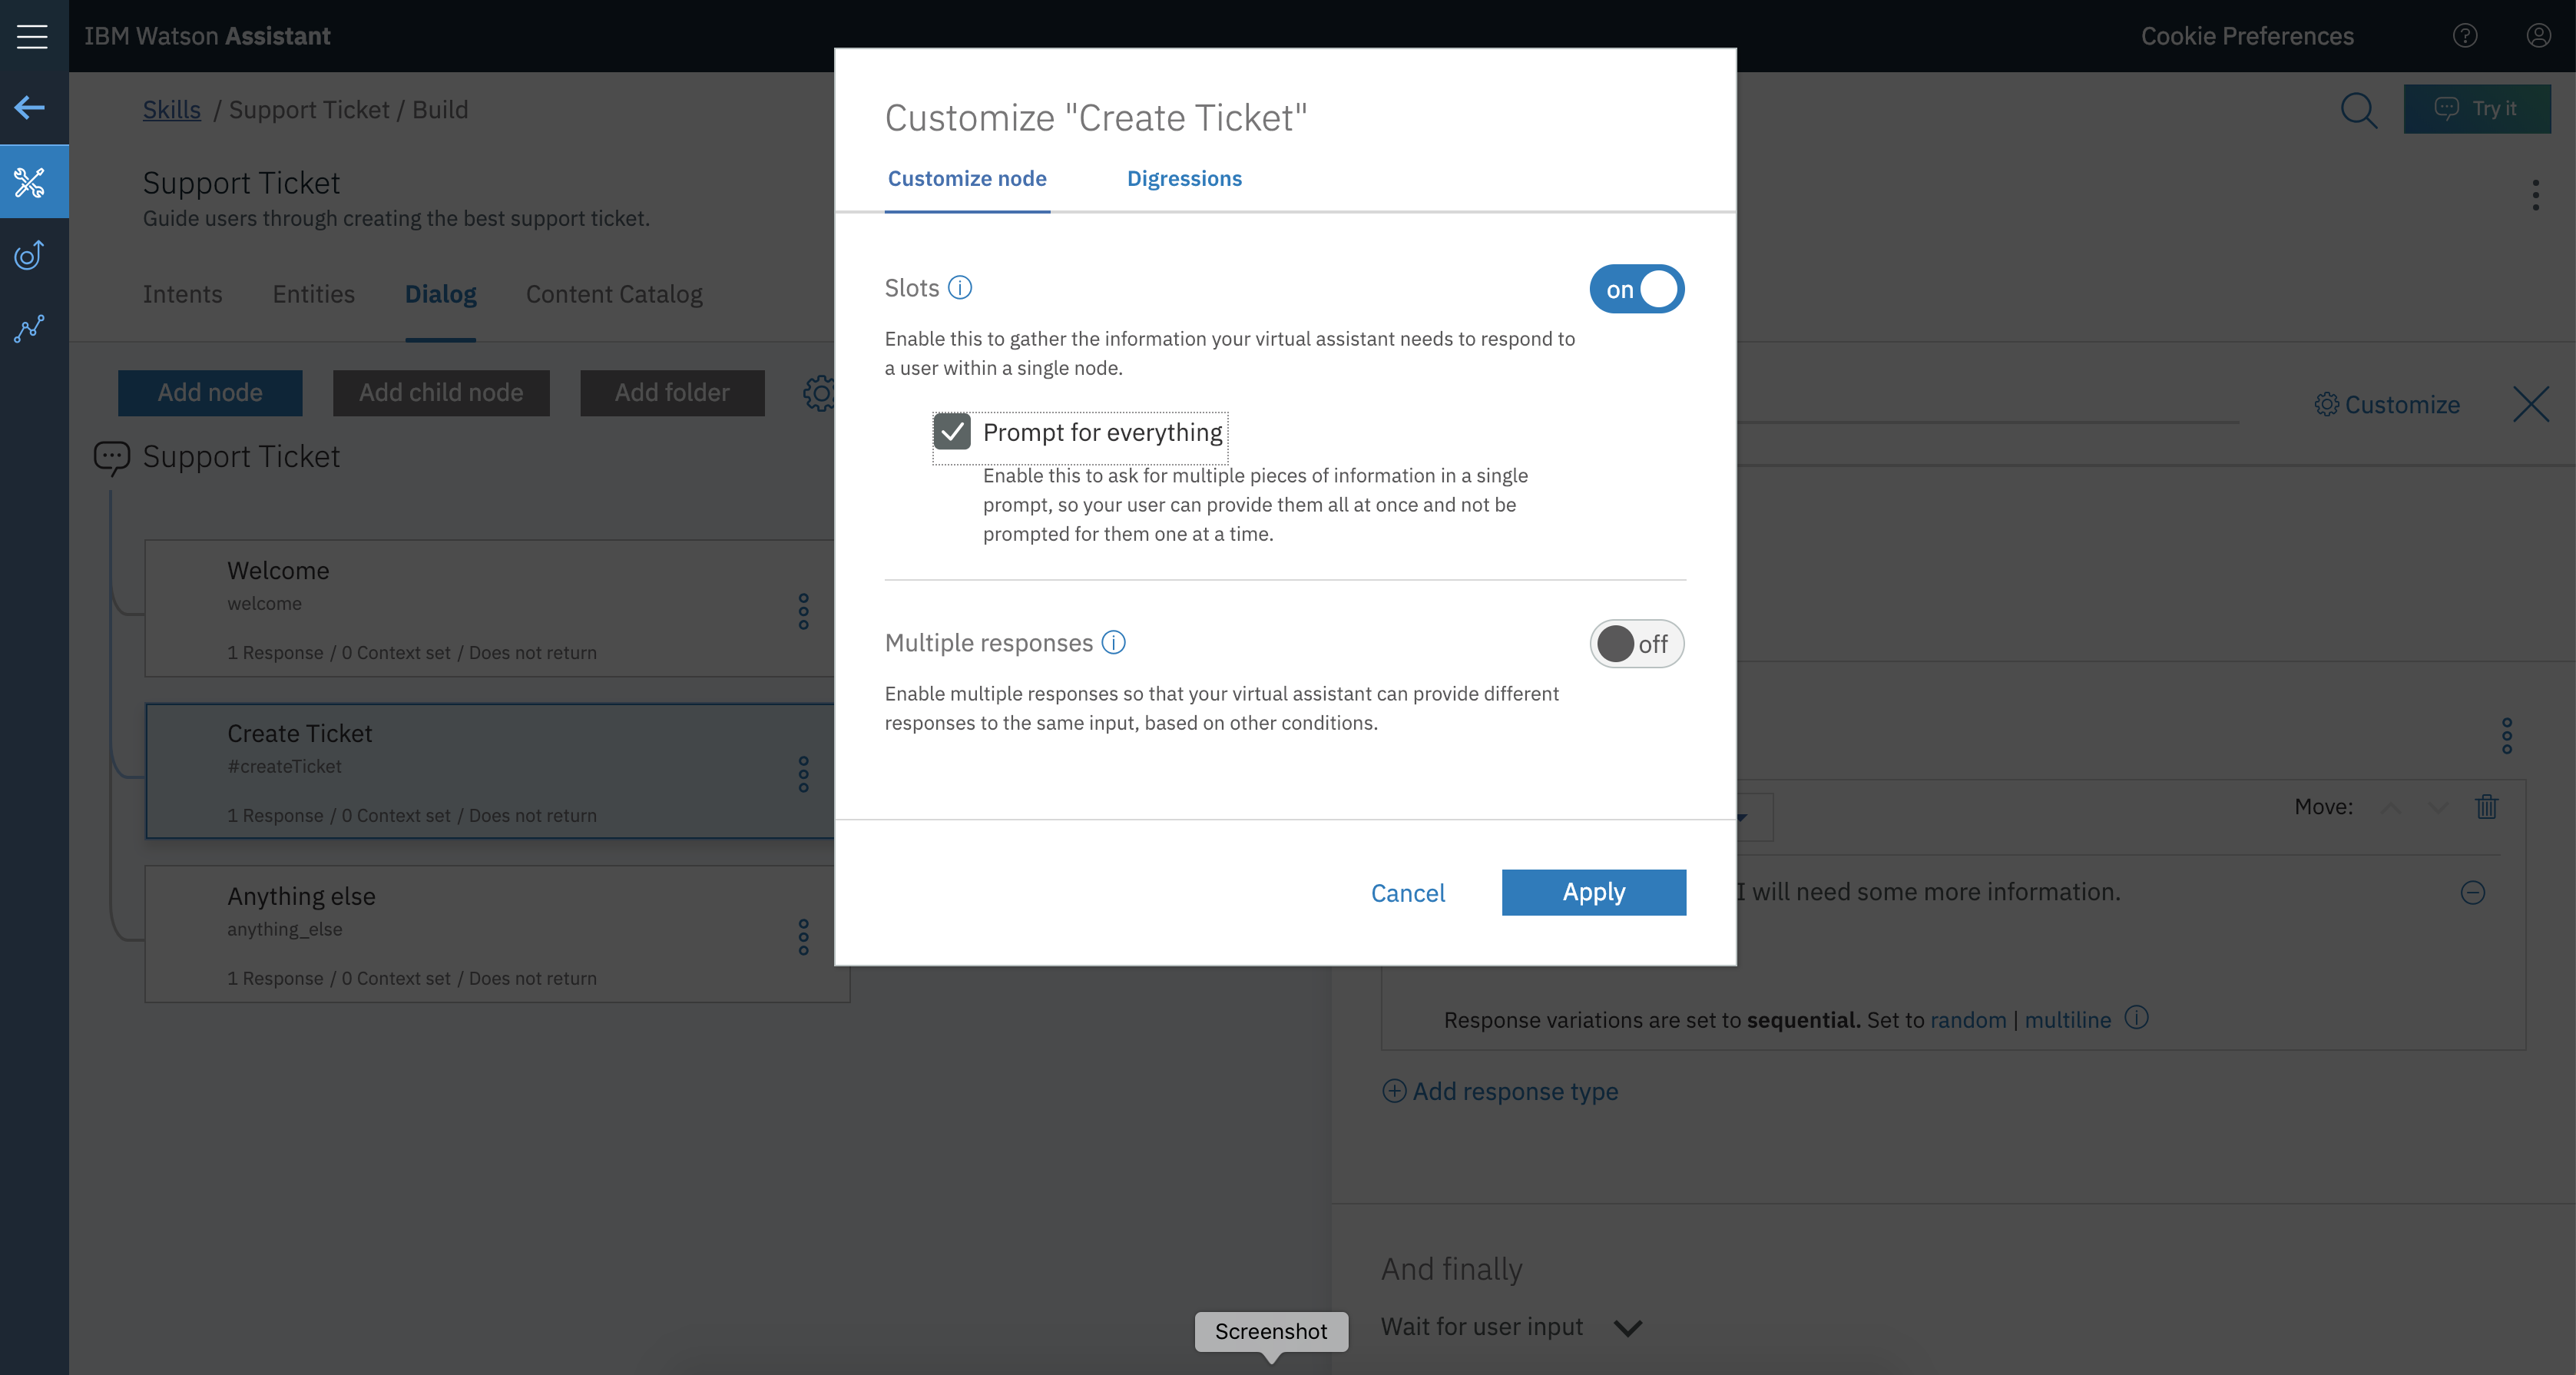 IBM Watson Assistant
Cookie Preferences
Skills / Support Ticket / Build
Try it
Support Ticket
Guide users through creating the best support ticket.
Intents Entities Dialog Content Catalog
Add node Add child node Add folder
Customize
Support Ticket
Welcome
welcome
1 Response / 0 Context set / Does not return
Create Ticket
#createTicket
1 Response / 0 Context set / Does not return
Anything else
anything_else
1 Response / 0 Context set / Does not return
Customize "Create Ticket"
Customize node Digressions
Slots
on
Enable this to gather the information your virtual assistant needs to respond to
a user within a single node.
Prompt for everything
Enable this to ask for multiple pieces of information in a single
prompt, so your user can provide them all at once and not be
prompted for them one at a time.
Multiple responses
off
Enable multiple responses so that your virtual assistant can provide different
responses to the same input, based on other conditions.
Cancel Apply
Move:
I will need some more information.
Response variations are set to sequential. Set to random | multiline
Add response type
And finally
Wait for user input
Screenshot